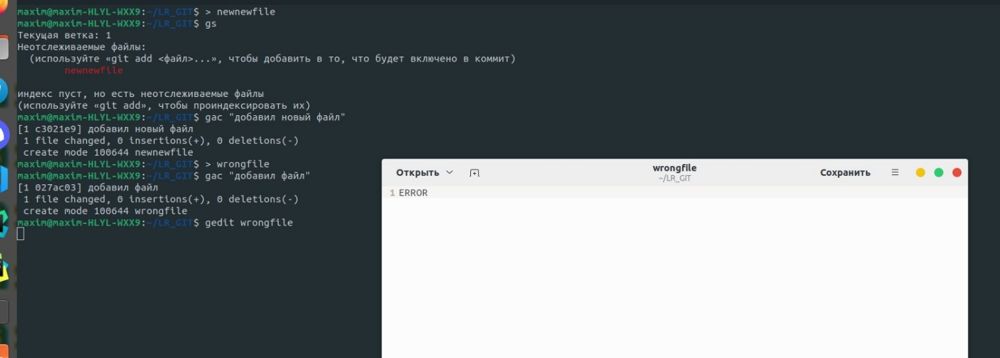 maxim@maxim-HLYL-WXX9:~/LR_GIT$ > newnewfile
maxim@maxim-HLYL-WXX9:~/LR_GIT$ gs
Текущая ветка: 1
Неотслеживаемые файлы:
(используйте «git add <файл>...», чтобы добавить в то, что будет включено в коммит)
newnewfile
индекс пуст, но есть неотслеживаемые файлы
(используйте «git add», чтобы проиндексировать их)
maxim@maxim-HLYL-WXX9:~/LR_GIT$ gac "добавил новый файл"
[1 c3021e9] добавил новый файл
1 file changed, 0 insertions(+), 0 deletions(-)
create mode 100644 newnewfile
maxim@maxim-HLYL-WXX9:~/LR_GIT$ > wrongfile
maxim@maxim-HLYL-WXX9:~/LR_GIT$ gac "добавил файл"
[1 027ac03] добавил файл
1 file changed, 0 insertions(+), 0 deletions(-)
create mode 100644 wrongfile
maxim@maxim-HLYL-WXX9:~/LR_GIT$ gedit wrongfile
Открыть
wrongfile
~/LR_GIT
Сохранить
1 ERROR